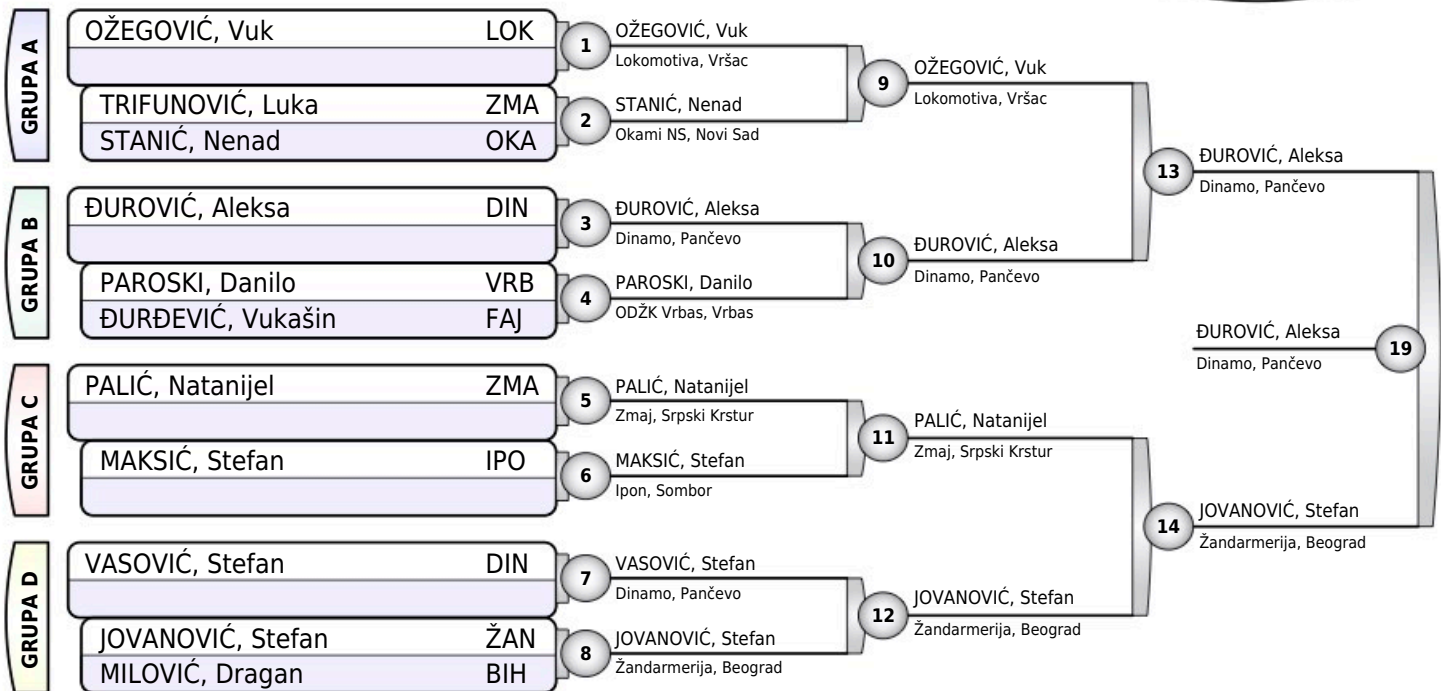 GRUPA A
OŽEGOVIĆ, Vuk LOK
TRIFUNOVIĆ, Luka ZMA
STANIĆ, Nenad OKA
GRUPA B
ĐUROVIĆ, Aleksa DIN
PAROSKI, Danilo VRB
ĐURĐEVIĆ, Vukašin FAJ
GRUPA C
PALIĆ, Natanijel ZMA
MAKSIĆ, Stefan IPO
GRUPA D
VASOVIĆ, Stefan DIN
JOVANOVIĆ, Stefan ŽAN
MILOVIĆ, Dragan BIH
1 OŽEGOVIĆ, Vuk
Lokomotiva, Vršac
2 STANIĆ, Nenad
Okami NS, Novi Sad
3 ĐUROVIĆ, Aleksa
Dinamo, Pančevo
4 PAROSKI, Danilo
ODŽK Vrbas, Vrbas
5 PALIĆ, Natanijel
Zmaj, Srpski Krstur
6 MAKSIĆ, Stefan
Ipon, Sombor
7 VASOVIĆ, Stefan
Dinamo, Pančevo
8 JOVANOVIĆ, Stefan
Žandarmerija, Beograd
9 OŽEGOVIĆ, Vuk
Lokomotiva, Vršac
10 ĐUROVIĆ, Aleksa
Dinamo, Pančevo
11 PALIĆ, Natanijel
Zmaj, Srpski Krstur
12 JOVANOVIĆ, Stefan
Žandarmerija, Beograd
13 ĐUROVIĆ, Aleksa
Dinamo, Pančevo
14 JOVANOVIĆ, Stefan
Žandarmerija, Beograd
ĐUROVIĆ, Aleksa 19
Dinamo, Pančevo